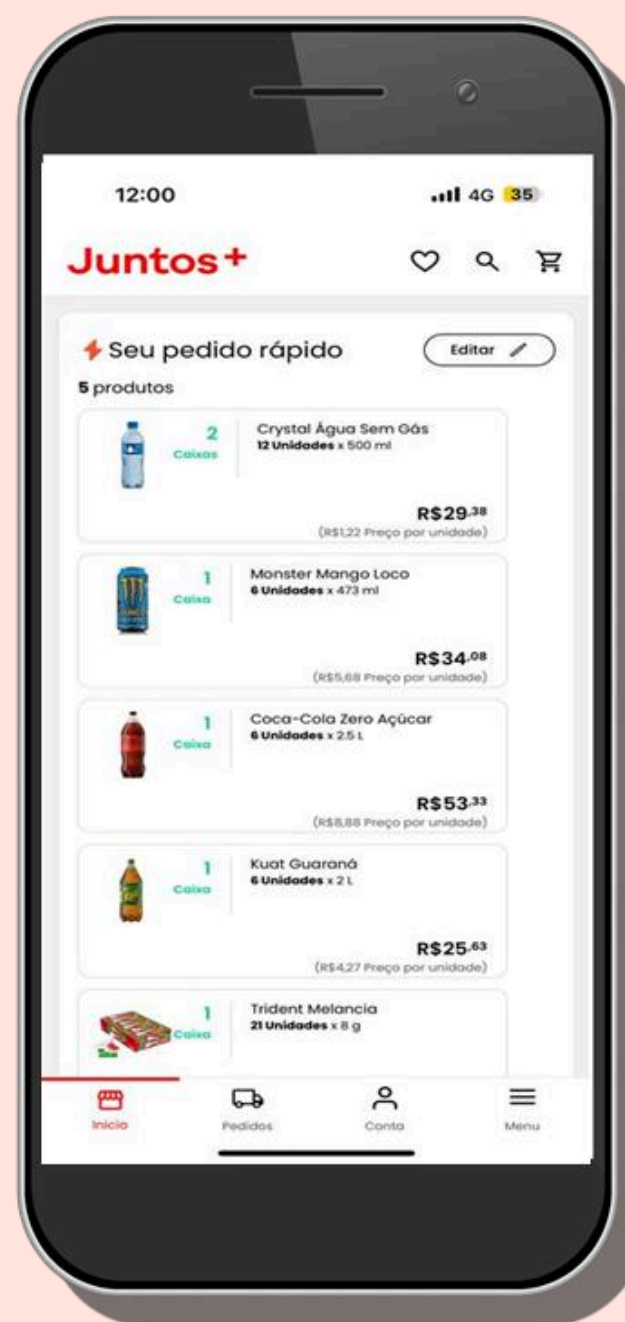 12:00
4G 35
Juntos+
Seu pedido rápido
Editar
5 produtos
2 Caixas
Crystal Água Sem Gás
12 Unidades x 500 ml
R$29,38
(R$1,22 Preço por unidade)
1 Caixa
Monster Mango Loco
6 Unidades x 473 ml
R$34,08
(R$5,68 Preço por unidade)
1 Caixa
Coca-Cola Zero Açúcar
6 Unidades x 2.5 L
R$53,33
(R$8,88 Preço por unidade)
1 Caixa
Kuat Guaraná
6 Unidades x 2 L
R$25,63
(R$4,27 Preço por unidade)
1 Caixa
Trident Melancia
21 Unidades x 8 g
Início
Pedidos
Conta
Menu